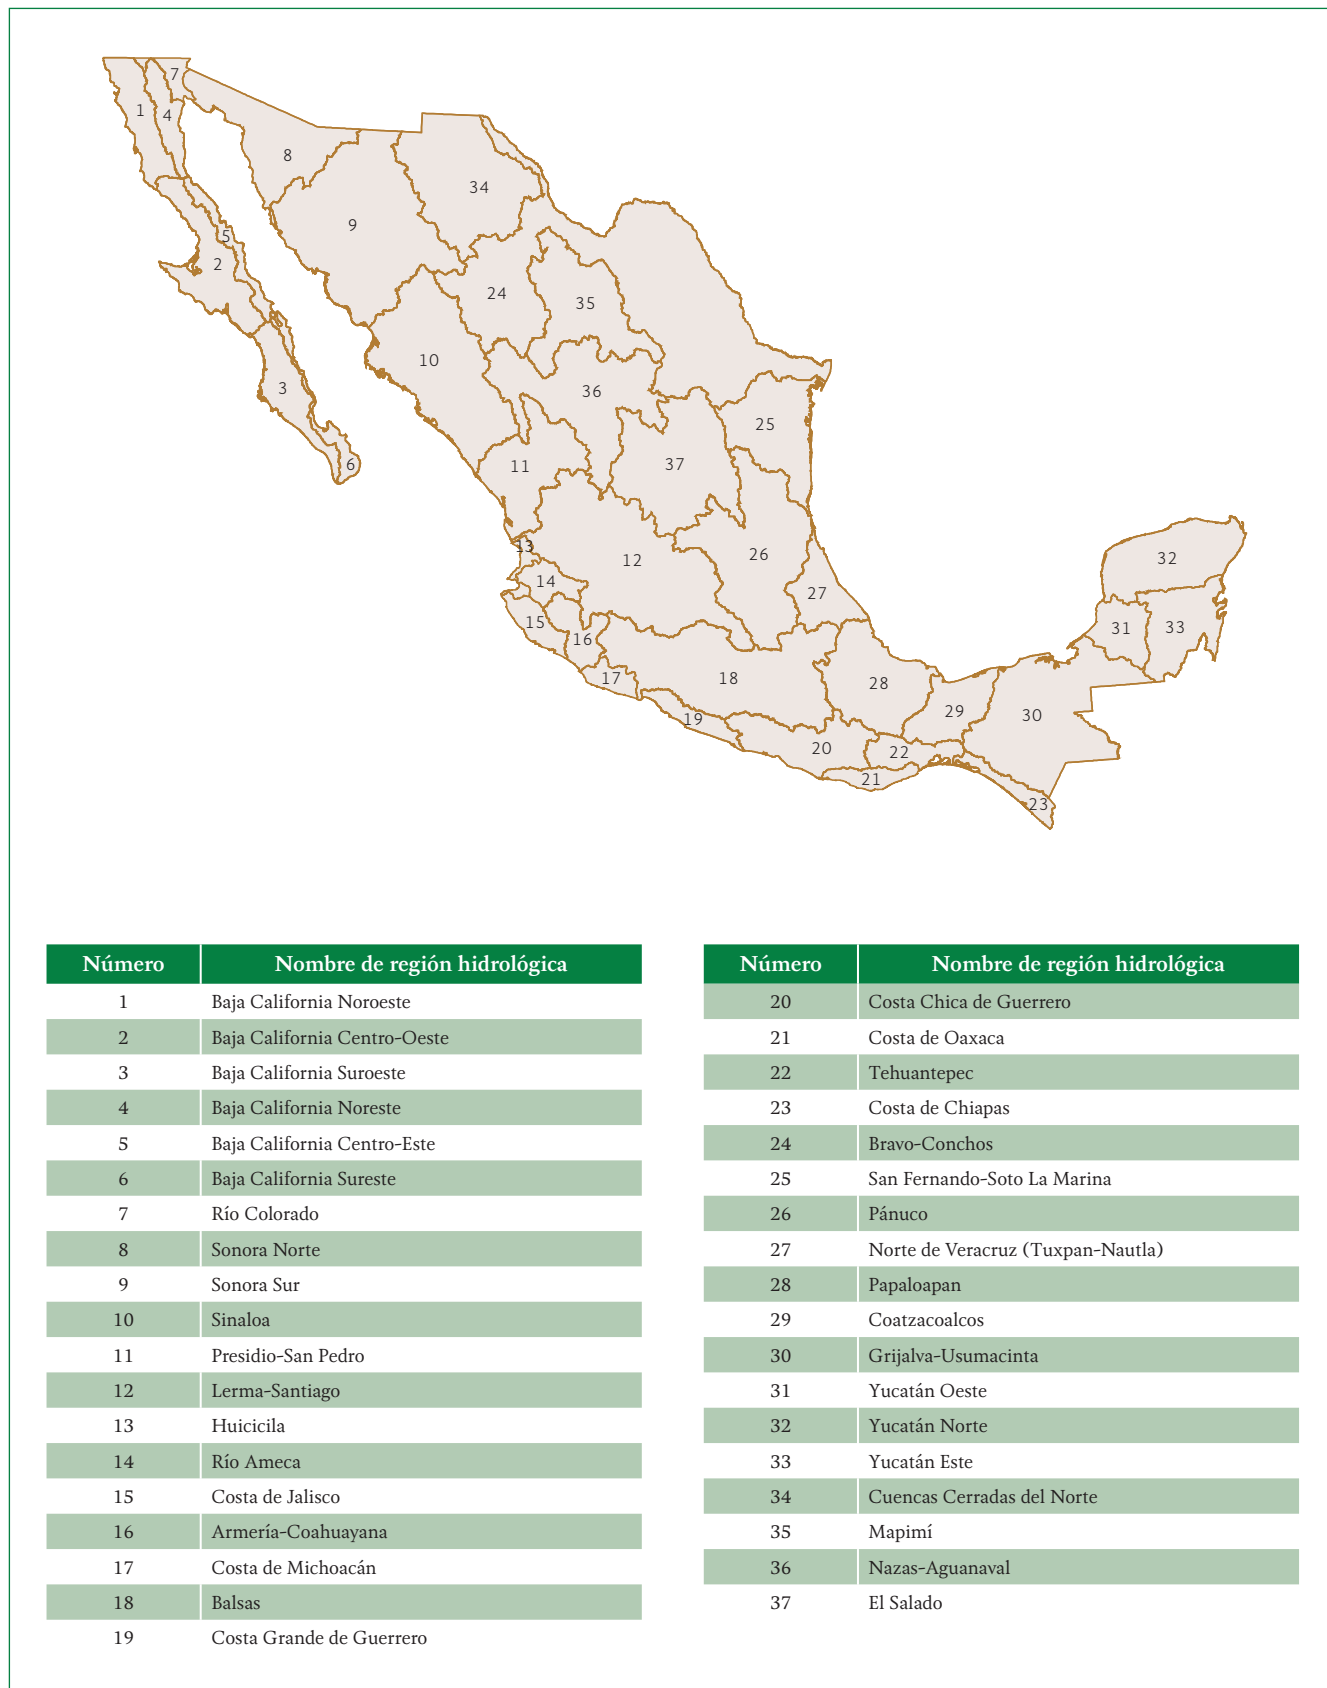 7
1
4
8
34
9
5
2
24
35
10
3
36
25
6
11
37
13
12
26
32
14
27
15
31
33
16
17
18
28
29
30
19
20
22
21
23
Número Nombre de región hidrológica
1 Baja California Noroeste
2 Baja California Centro-Oeste
3 Baja California Suroeste
4 Baja California Noreste
5 Baja California Centro-Este
6 Baja California Sureste
7 Río Colorado
8 Sonora Norte
9 Sonora Sur
10 Sinaloa
11 Presidio-San Pedro
12 Lerma-Santiago
13 Huicicila
14 Río Ameca
15 Costa de Jalisco
16 Armería-Coahuayana
17 Costa de Michoacán
18 Balsas
19 Costa Grande de Guerrero
Número Nombre de región hidrológica
20 Costa Chica de Guerrero
21 Costa de Oaxaca
22 Tehuantepec
23 Costa de Chiapas
24 Bravo-Conchos
25 San Fernando-Soto La Marina
26 Pánuco
27 Norte de Veracruz (Tuxpan-Nautla)
28 Papaloapan
29 Coatzacoalcos
30 Grijalva-Usumacinta
31 Yucatán Oeste
32 Yucatán Norte
33 Yucatán Este
34 Cuencas Cerradas del Norte
35 Mapimí
36 Nazas-Aguanaval
37 El Salado